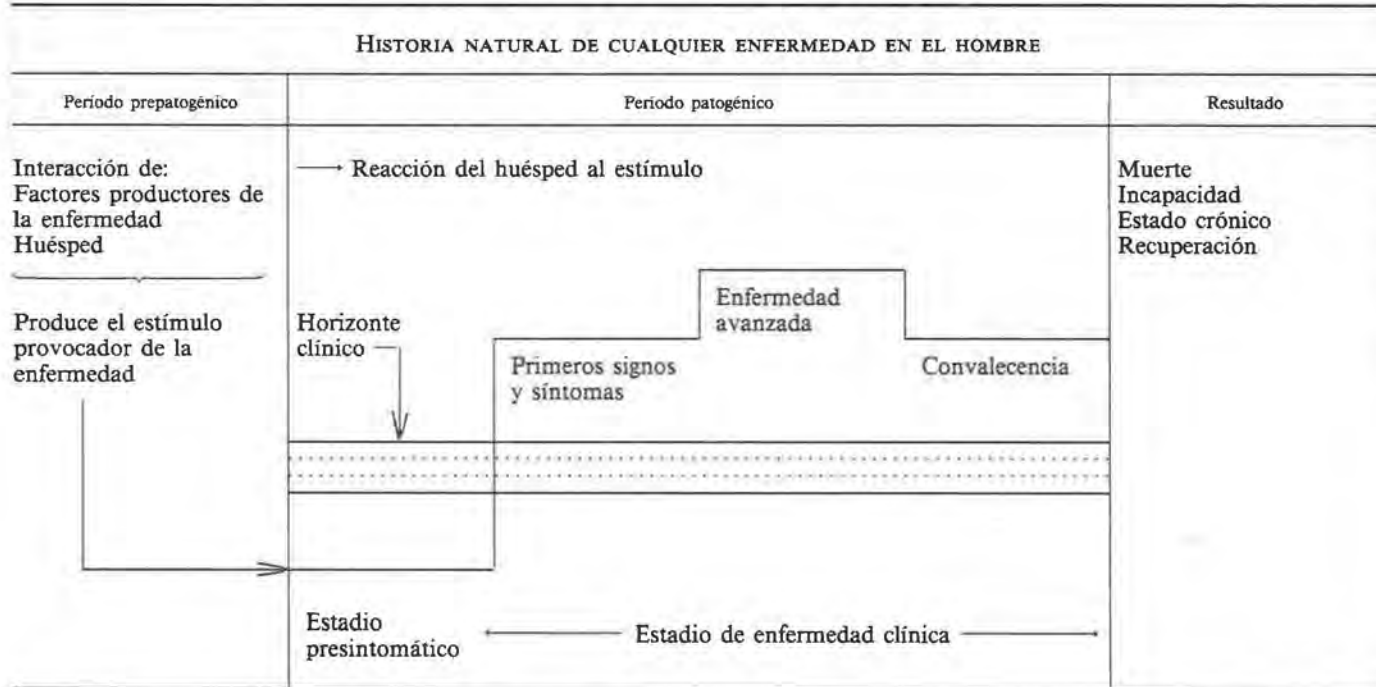 HISTORIA NATURAL DE CUALQUIER ENFERMEDAD EN EL HOMBRE
Período prepatogénico
Período patogénico
Resultado
Interacción de:
Factores productores de
la enfermedad
Huésped
Produce el estímulo
provocador de la
enfermedad
Reacción del huésped al estímulo
Horizonte
clínico
Primeros signos
y síntomas
Enfermedad
avanzada
Convalecencia
Estadio
presintomático
Estadio de enfermedad clínica
Muerte
Incapacidad
Estado crónico
Recuperación